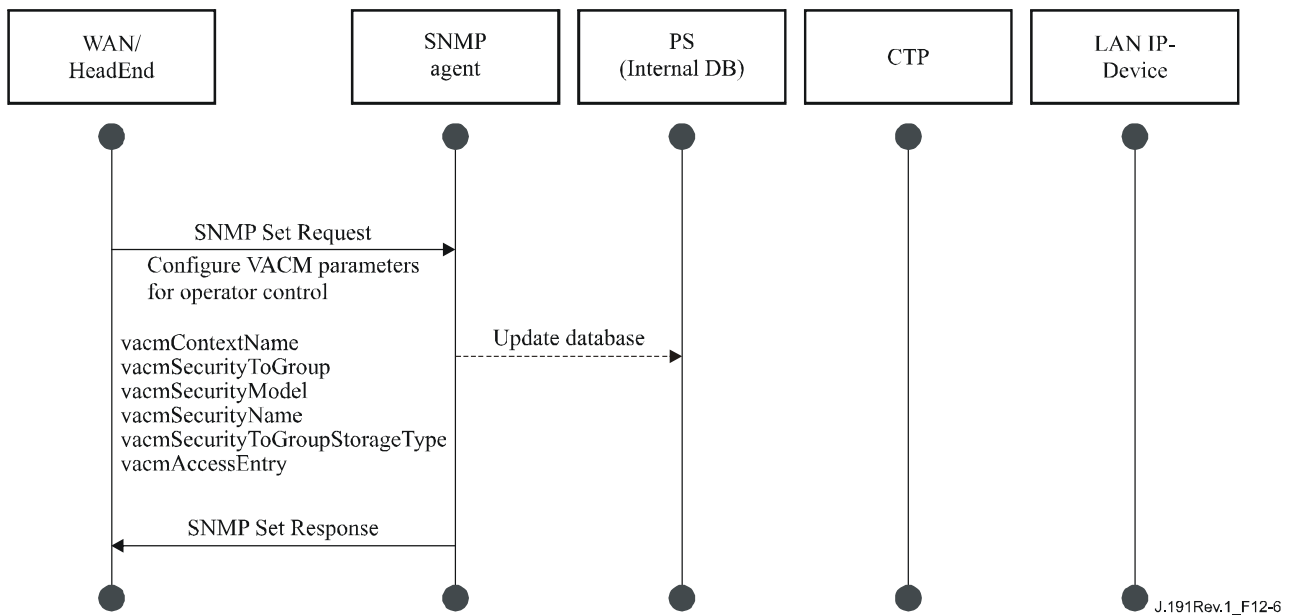 WAN/
HeadEnd
SNMP
agent
PS
(Internal DB)
CTP
LAN IP-
Device
SNMP Set Request
Configure VACM parameters
for operator control
Update database
vacmContextName
vacmSecurityToGroup
vacmSecurityModel
vacmSecurityName
vacmSecurityToGroupStorageType
vacmAccessEntry
SNMP Set Response
J.191Rev.1_F12-6